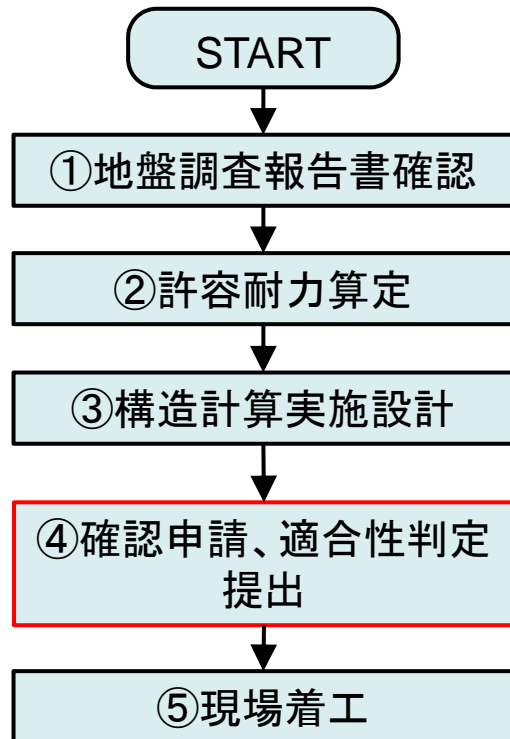 START
①地盤調査報告書確認
②許容耐力算定
③構造計算実施設計
④確認申請、適合性判定
提出
⑤現場着工